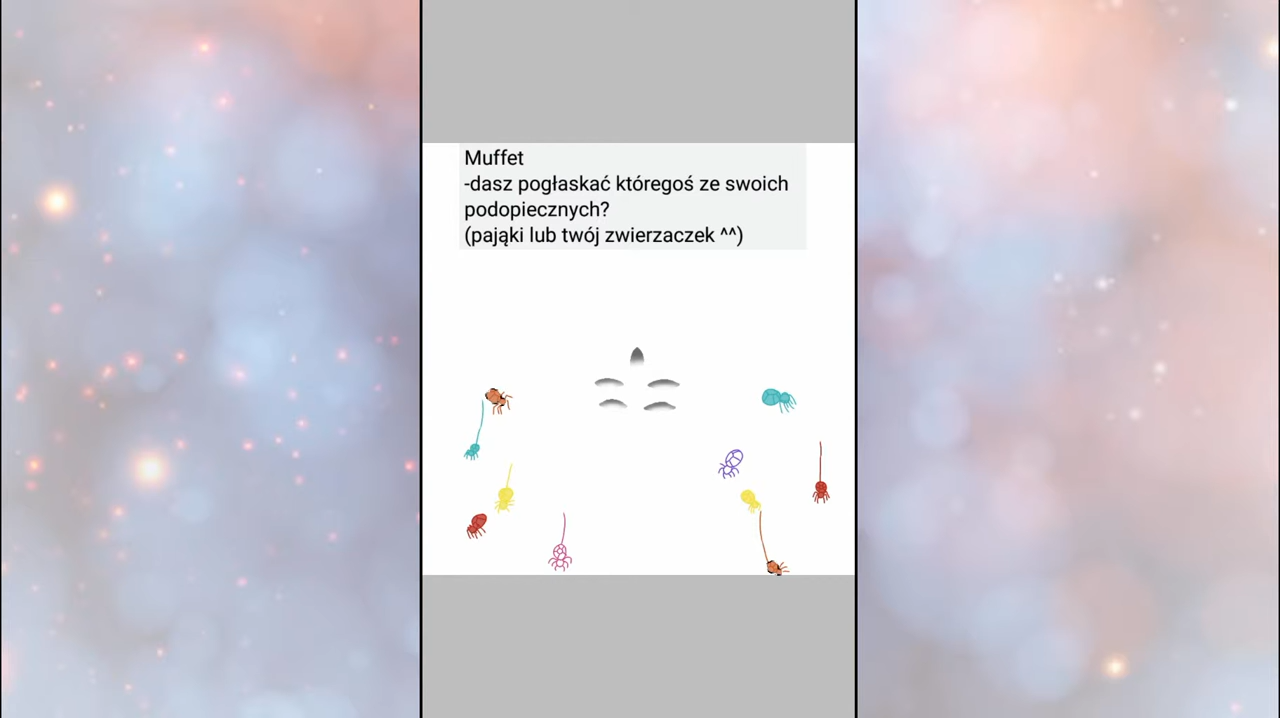 Muffet
-dasz pogłaskać któregoś ze swoich
podopiecznych?
(pająki lub twój zwierzaczek ^^)